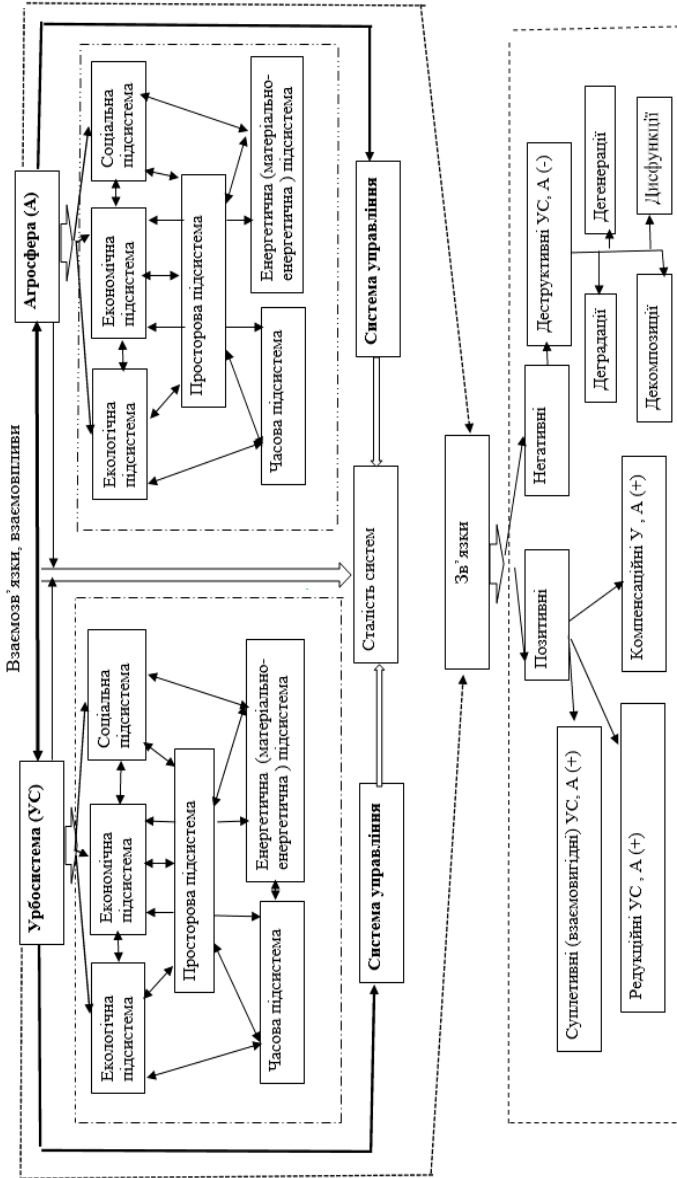 Взаємозв’язки, взаємовпливи
Урбосистема (УС)
Агросфера (А)
Екологічна
підсистема
Економічна
підсистема
Соціальна
підсистема
Просторова підсистема
Часова підсистема
Енергетична (матеріально-
енергетична ) підсистема
Екологічна
підсистема
Економічна
підсистема
Соціальна
підсистема
Просторова підсистема
Часова підсистема
Енергетична (матеріально-
енергетична ) підсистема
Система управління
Сталість систем
Система управління
Зв’язки
Позитивні
Негативні
Суплетивні (взаємовигідні) УС, А (+)
Компенсаційні У , А (+)
Редукційні УС , А (+)
Деструктивні УС, А (-)
Деградації
Дегенерації
Декомпозиції
Дисфункції